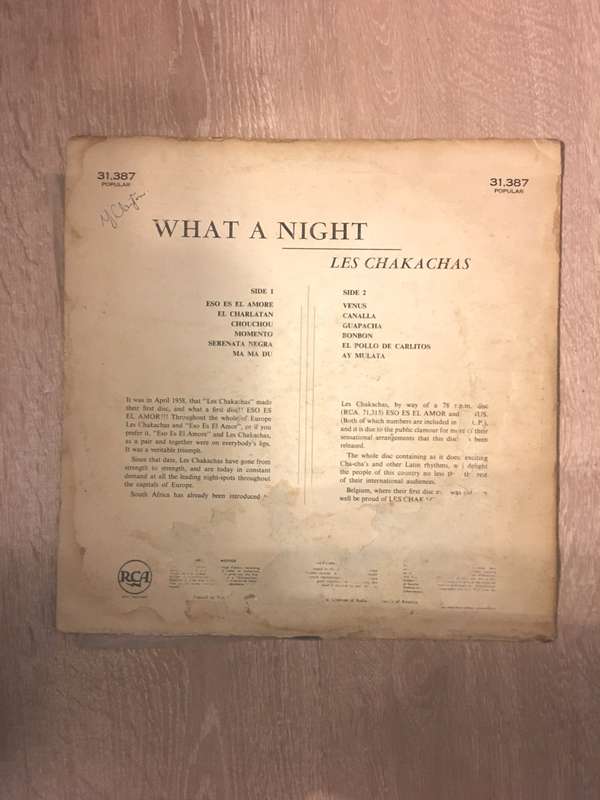 31,387
POPULAR
31,387
POPULAR
WHAT A NIGHT
LES CHAKACHAS
SIDE 1
ESO ES EL AMORE
EL CHARLATAN
CHOUCHOU
MOMENTO
SERENATA NEGRA
MA MA DU
SIDE 2
VENUS
CANALLA
GUAPACHA
BONBON
EL POLLO DE CARLITOS
AY MULATA
It was in April 1958, that "Les Chakachas" made
their first disc, and what a first disc!! ESO ES
EL AMOR!!! Throughout the whole of Europe
Les Chakachas and "Eso Es El Amor", or if you
prefer it, "Eso Es El Amore" and Les Chakachas,
as a pair and together were on everybody's lips.
It was a veritable triumph.
Since that date, Les Chakachas have gone from
strength to strength, and are today in constant
demand at all the leading night-spots throughout
the capitals of Europe.
South Africa has already been introduced
Les Chakachas, by way of a 78 r.p.m. disc
(RCA. 71,315) ESO ES EL AMOR and
(Both of which numbers are included in
and it is due to the public clamour for more of their
sensational arrangements that this disc been
released.
The whole disc containing as it does exciting
Cha-cha's and other Latin rhythms, delight
the people of this country no less rest
of their international audiences.
Belgium, where their first disc was
well be proud of LES
RCA
of America